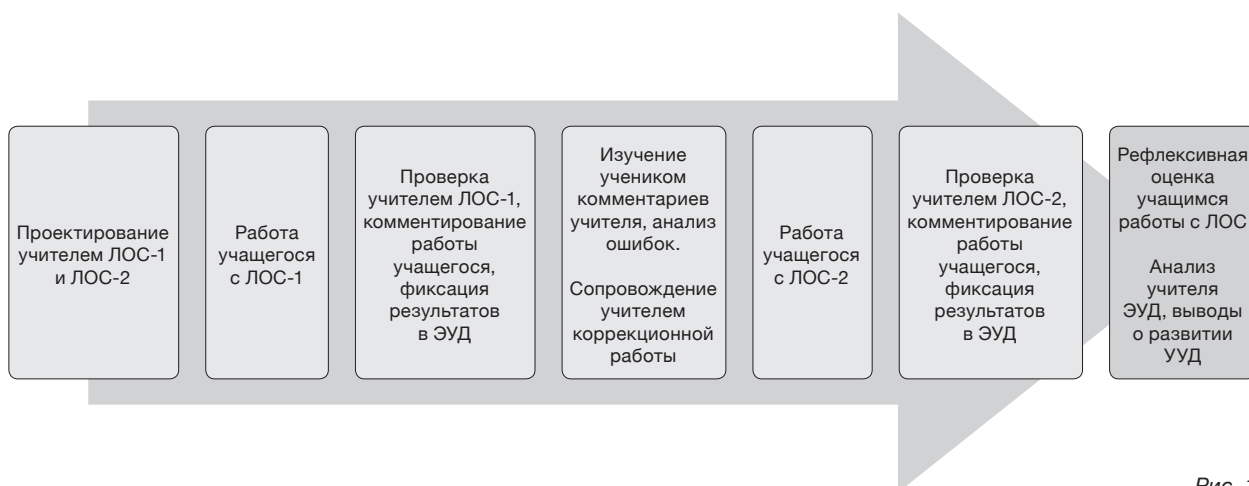 Проектирование
учителем ЛОС-1
и ЛОС-2
Работа
учащегося
с ЛОС-1
Проверка
учителем ЛОС-1,
комментирование
работы
учащегося,
фиксация
результатов
в ЭУД
Изучение
учеником
комментариев
учителя, анализ
ошибок.
Сопровождение
учителем
коррекционной
работы
Работа
учащегося
с ЛОС-2
Проверка
учителем ЛОС-2,
комментирование
работы
учащегося,
фиксация
результатов
в ЭУД
Рефлексивная
оценка
учащимся
работы с ЛОС
Анализ
учителя
ЭУД, выводы
о развитии
УУД
Рис.